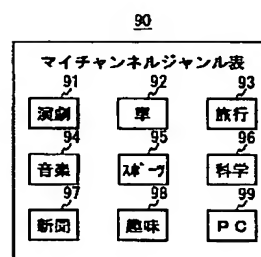 90
マイチャンネルジャンル表
91 92 93
演劇 車 旅行
94 95 96
音楽 スポーツ 科学
97 98 99
新聞 趣味 PC